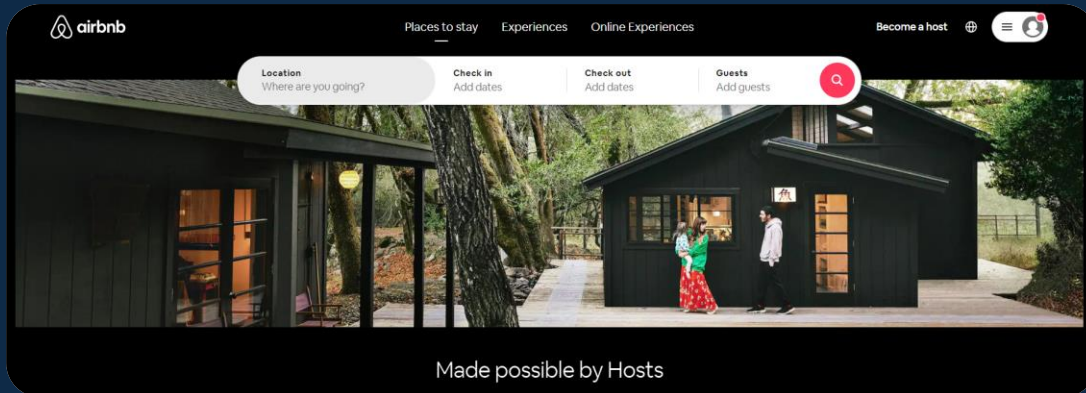 airbnb
Places to stay Experiences Online Experiences
Become a host
Location Check in Check out Guests
Where are you going? Add dates Add dates Add guests
Made possible by Hosts